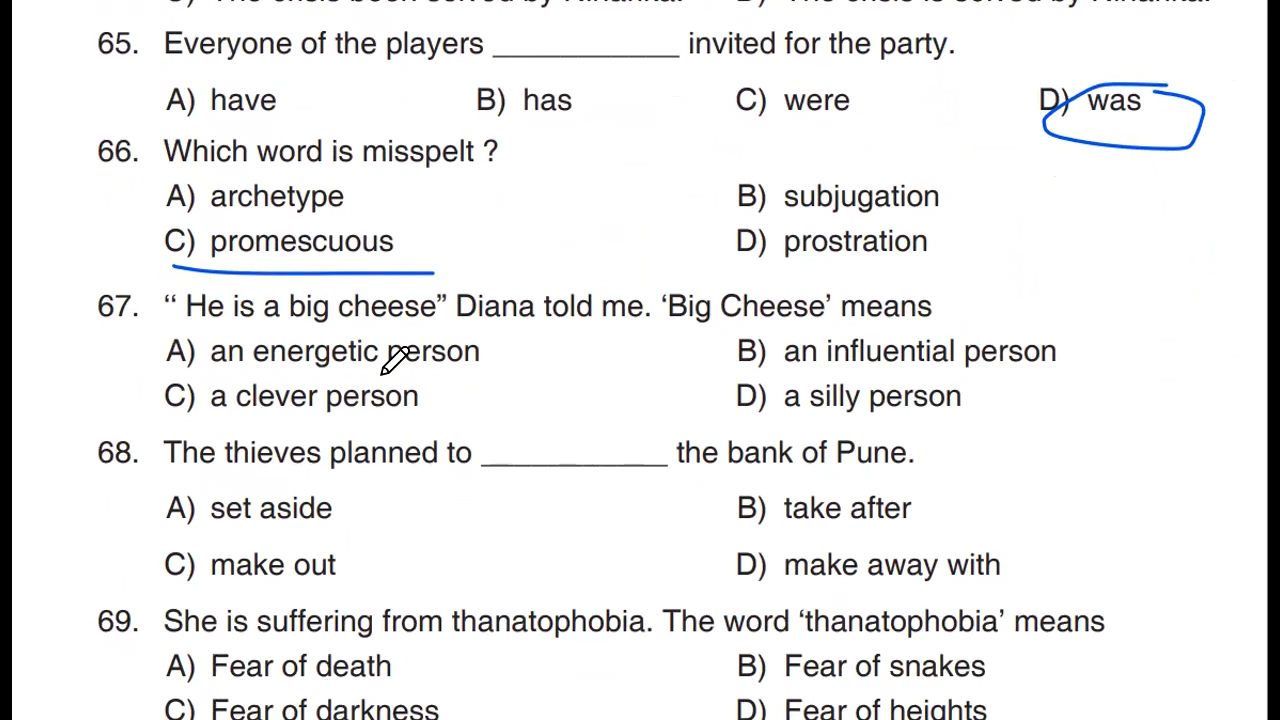 65. Everyone of the players ___________ invited for the party.
A) have B) has C) were D) was
66. Which word is misspelt ?
A) archetype B) subjugation
C) promescuous D) prostration
67. “ He is a big cheese” Diana told me. ‘Big Cheese’ means
A) an energetic person B) an influential person
C) a clever person D) a silly person
68. The thieves planned to ___________ the bank of Pune.
A) set aside B) take after
C) make out D) make away with
69. She is suffering from thanatophobia. The word ‘thanatophobia’ means
A) Fear of death B) Fear of snakes
C) Fear of darkness D) Fear of heights